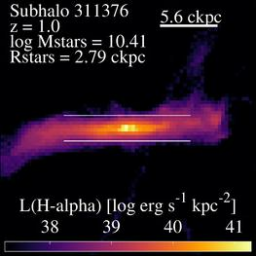 Subhalo 311376
z = 1.0
log Mstars = 10.41
Rstars = 2.79 ckpc
5.6 ckpc
L(H-alpha) [log erg s⁻¹ kpc⁻²]
38 39 40 41